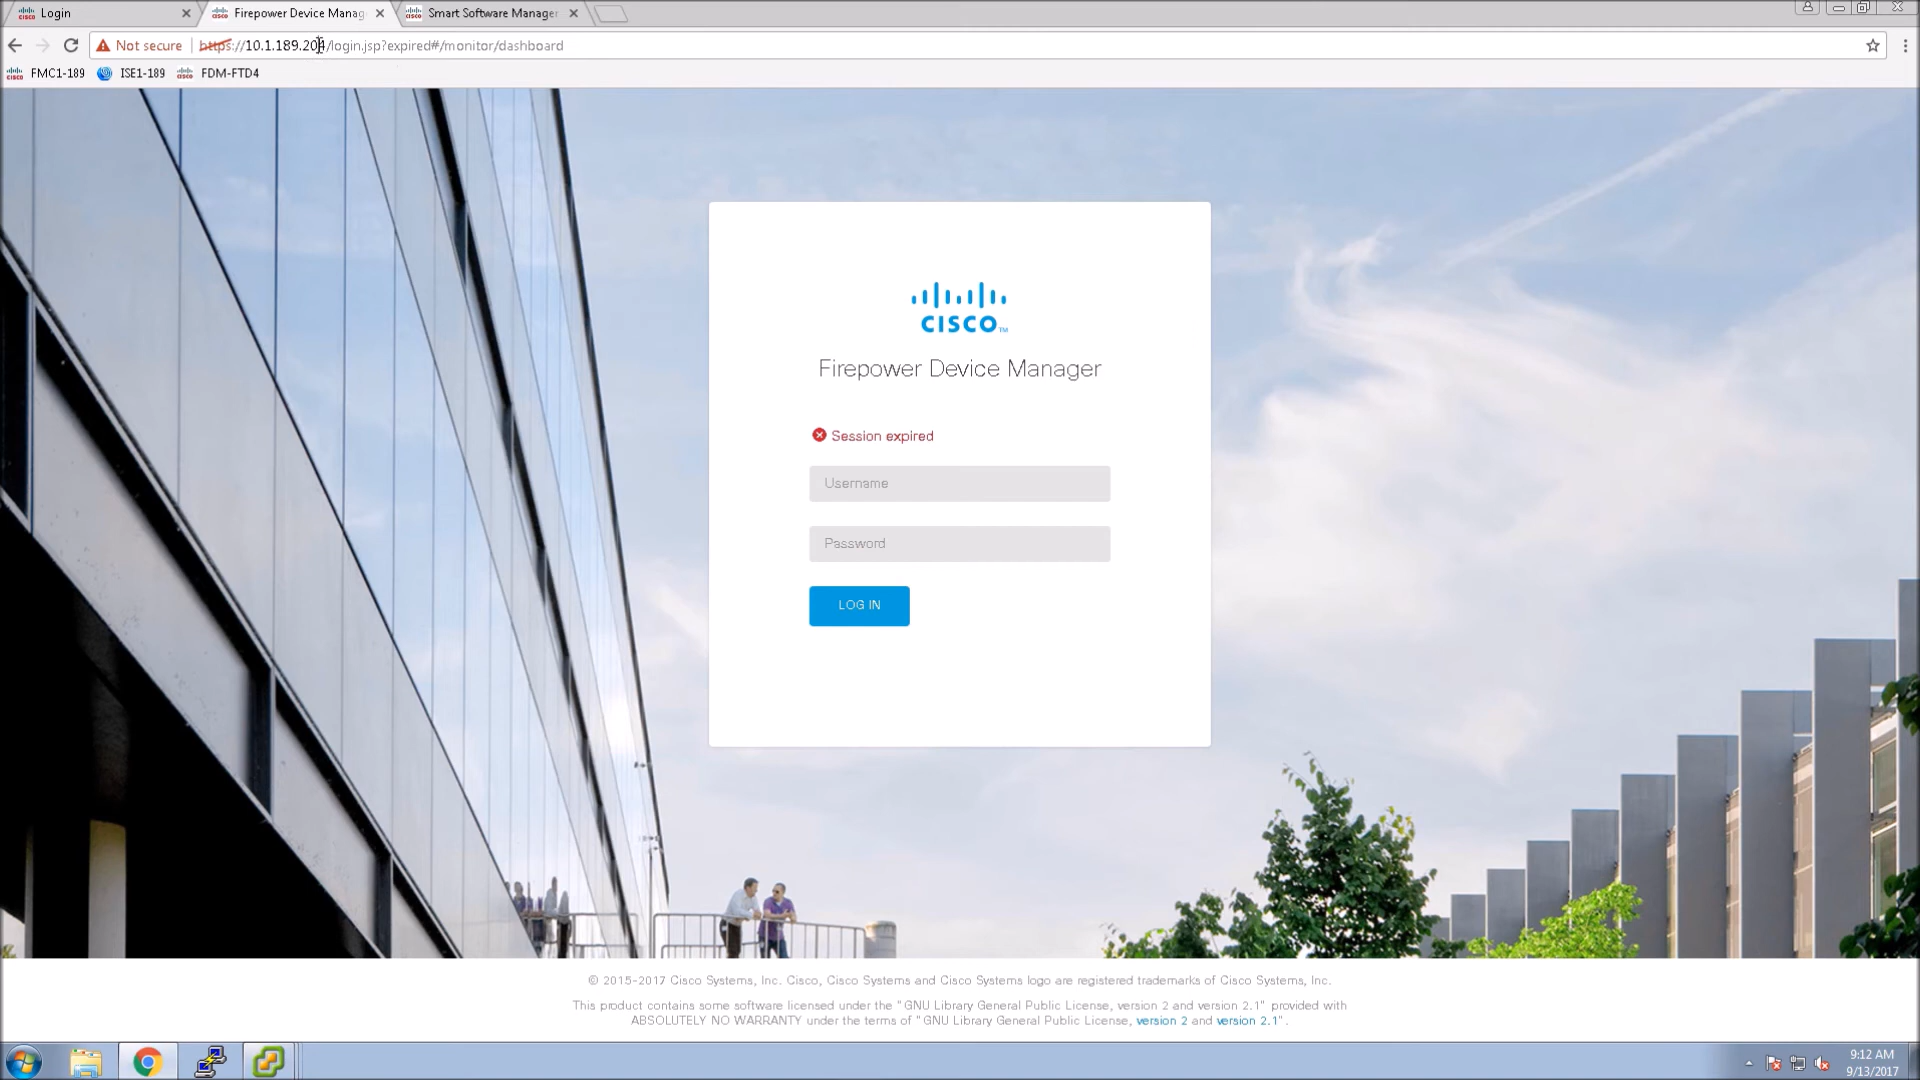 Login
Firepower Device Manag
Smart Software Manager
Not secure
https://10.1.189.204/login.jsp?expired#/monitor/dashboard
FMC1-189
ISE1-189
FDM-FTD4
CISCO
TM
Firepower Device Manager
Session expired
Username
Password
LOG IN
© 2015-2017 Cisco Systems, Inc. Cisco, Cisco Systems and Cisco Systems logo are registered trademarks of Cisco Systems, Inc.
This product contains some software licensed under the "GNU Library General Public License, version 2 and version 2.1" provided with
ABSOLUTELY NO WARRANTY under the terms of "GNU Library General Public License, version 2 and version 2.1".
9:12 AM
9/13/2017